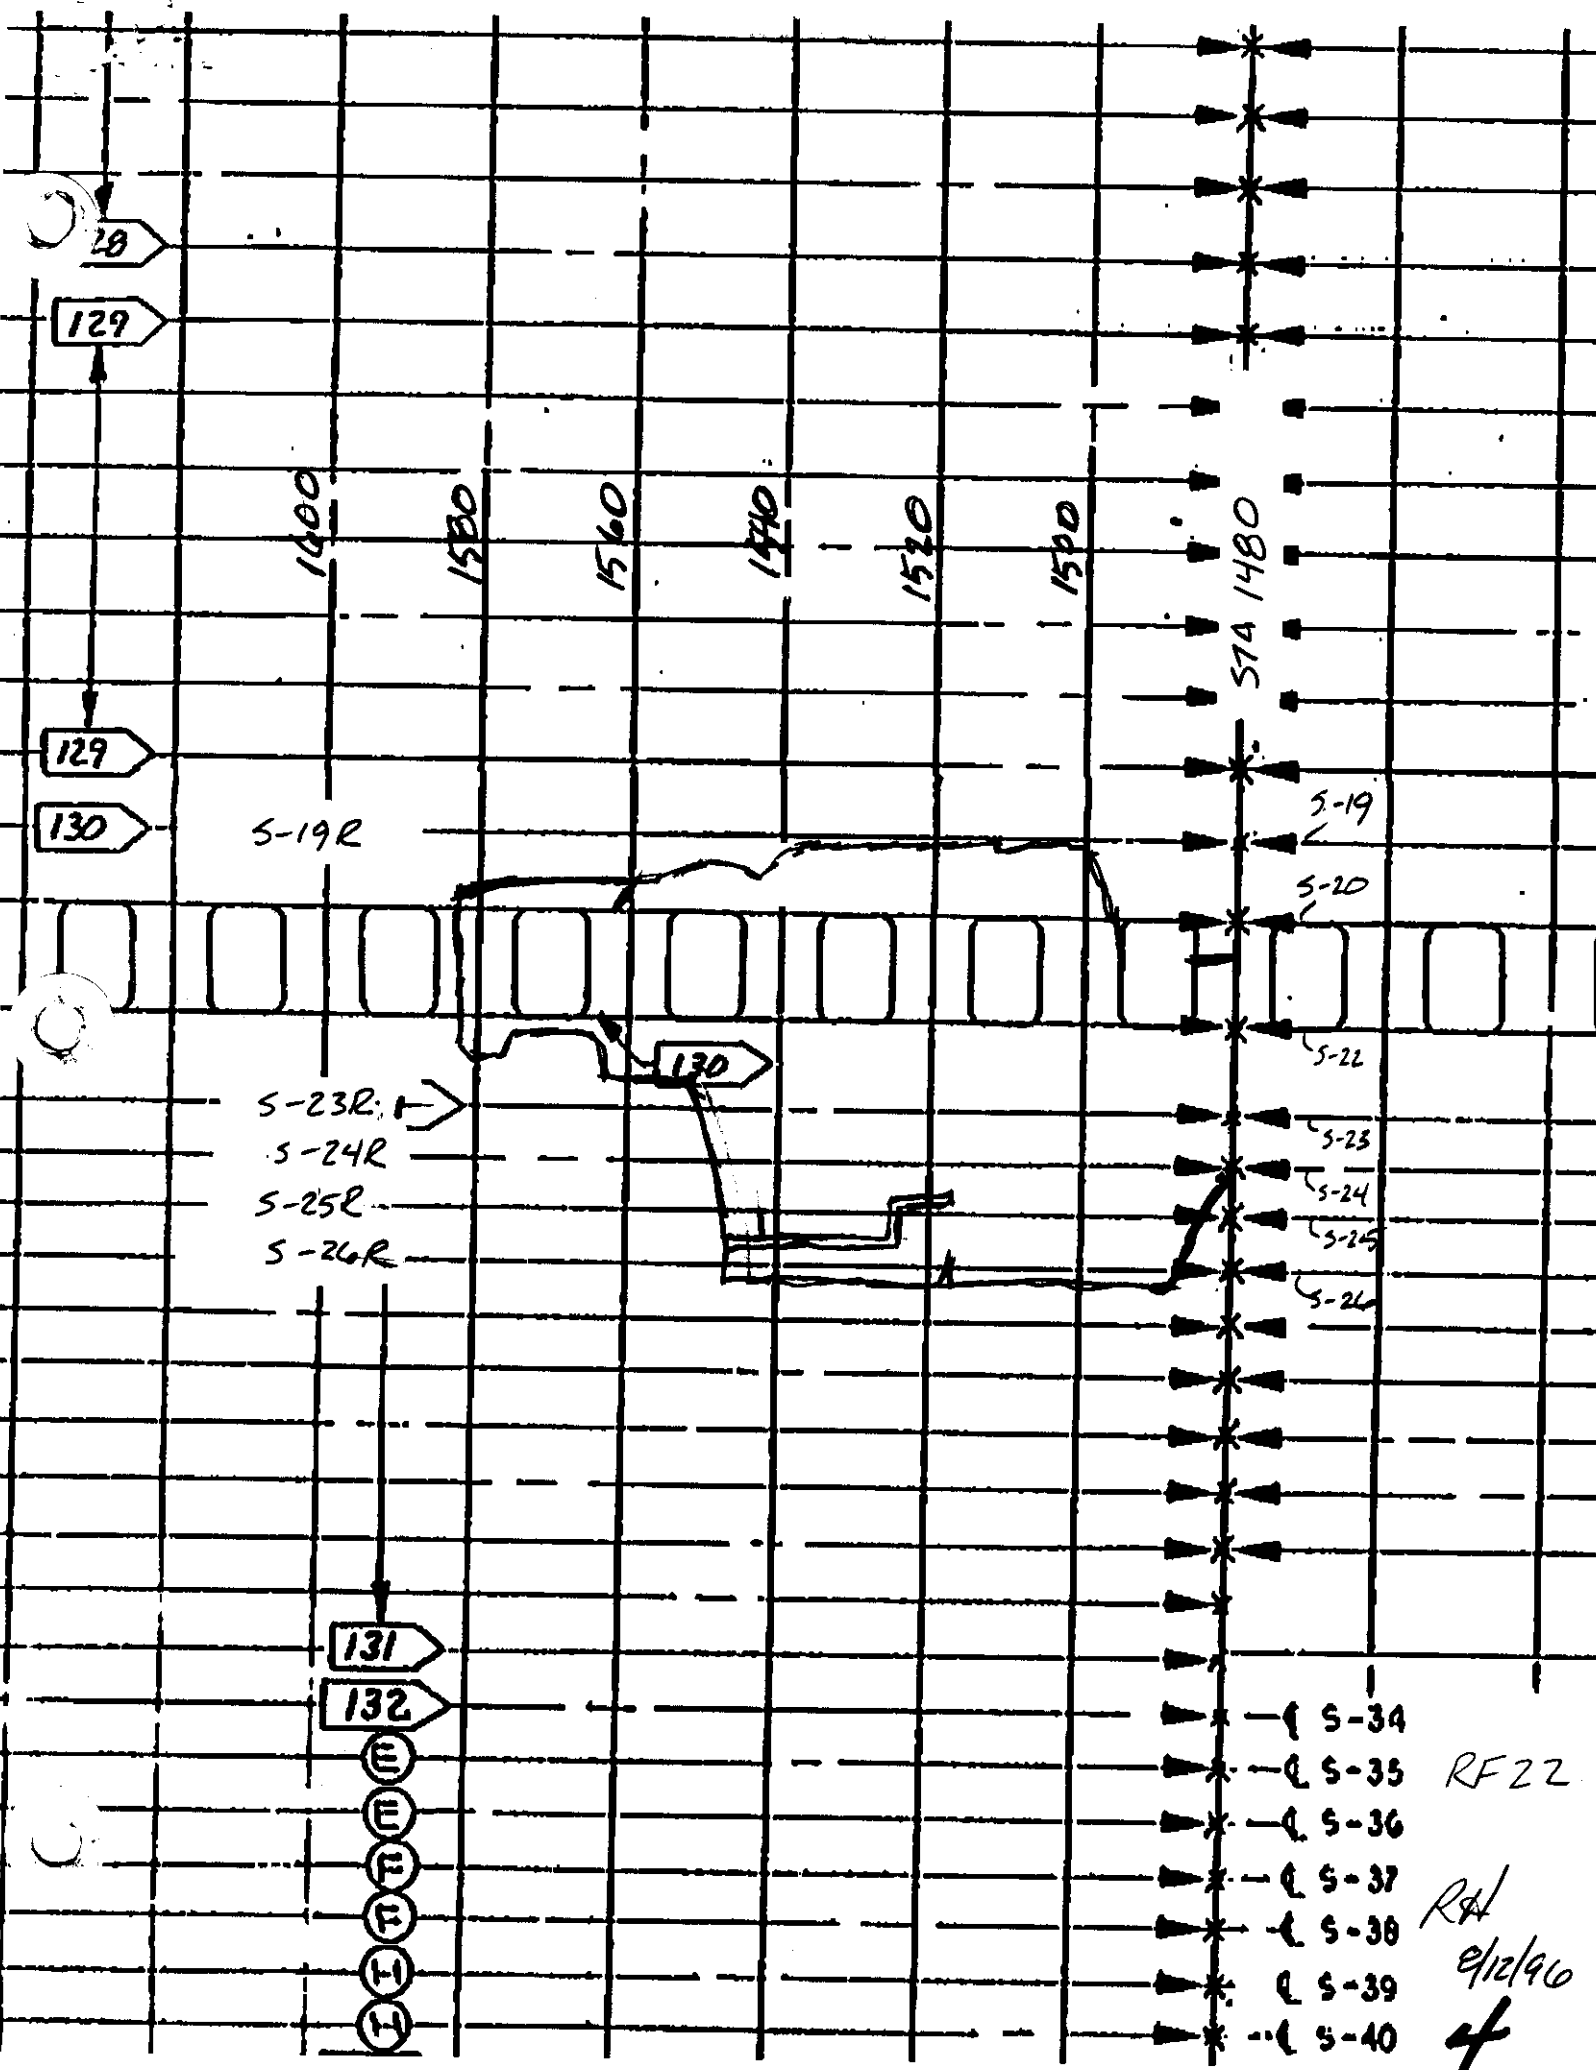 28
129
1600
1580
1560
1540
1520
1500
STA 1480
129
130
S-19R
S-19
S-20
130
S-22
S-23R
S-23
S-24R
S-24
S-25R
S-25
S-26R
S-26
131
132
℄ S-34
℄ S-35 RF22
℄ S-36
℄ S-37
℄ S-38 RH
℄ S-39 8/12/96
℄ S-40 4